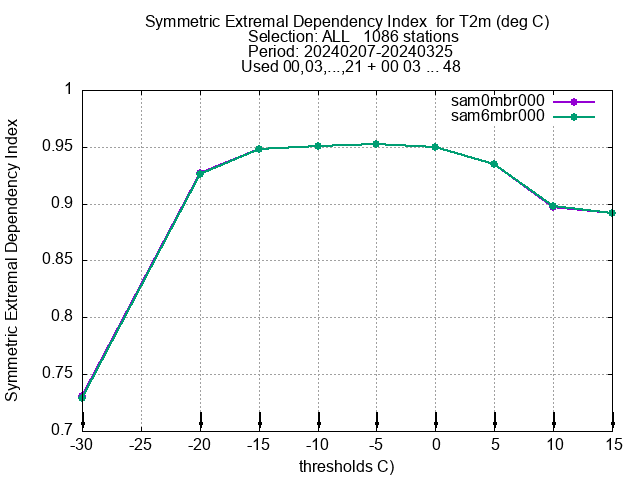 Symmetric Extremal Dependency Index  for T2m (deg C)
Selection: ALL   1086 stations
Period: 20240207-20240325
Used 00,03,...,21 + 00 03 ... 48
sam0mbr000
sam6mbr000
Symmetric Extremal Dependency Index
1
0.95
0.9
0.85
0.8
0.75
0.7
-30 -25 -20 -15 -10 -5 0 5 10 15
thresholds C)